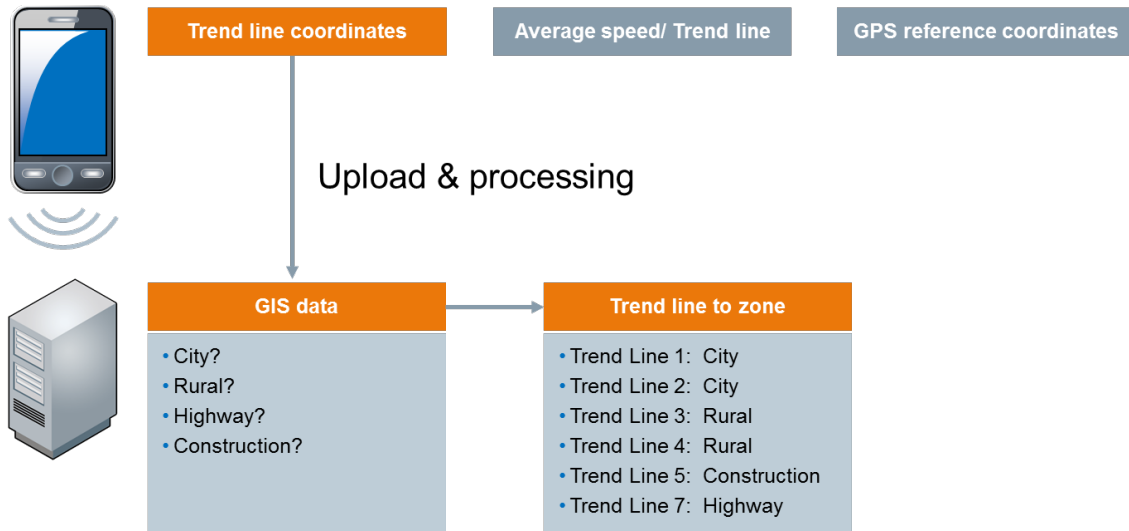 Trend line coordinates
Average speed/ Trend line
GPS reference coordinates
Upload & processing
GIS data
• City?
• Rural?
• Highway?
• Construction?
Trend line to zone
• Trend Line 1: City
• Trend Line 2: City
• Trend Line 3: Rural
• Trend Line 4: Rural
• Trend Line 5: Construction
• Trend Line 7: Highway